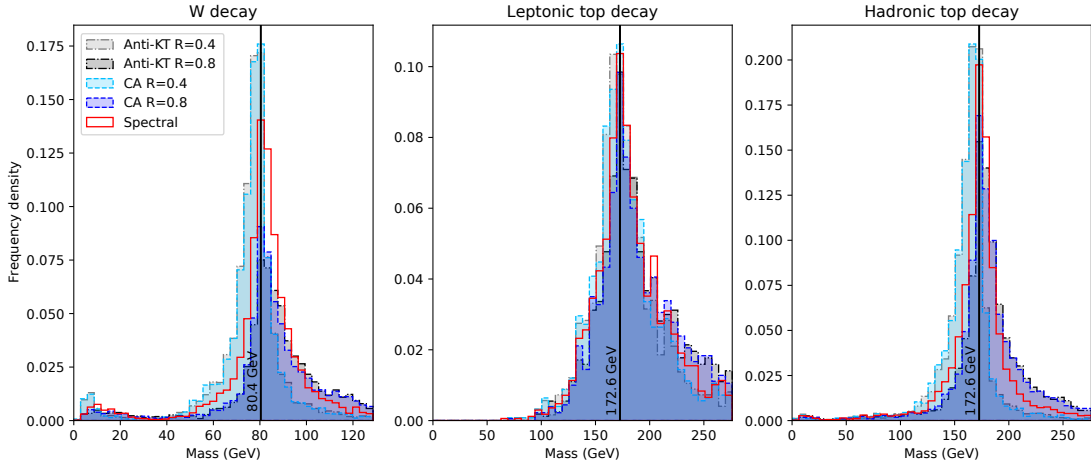 W decay
Leptonic top decay
Hadronic top decay
Frequency density
0.175
0.150
0.125
0.100
0.075
0.050
0.025
0.000
Anti-KT R=0.4
Anti-KT R=0.8
CA R=0.4
CA R=0.8
Spectral
80.4 GeV
0 20 40 60 80 100 120
Mass (GeV)
0.10
0.08
0.06
0.04
0.02
0.00
172.6 GeV
0 50 100 150 200 250
Mass (GeV)
0.200
0.175
0.150
0.125
0.100
0.075
0.050
0.025
0.000
172.6 GeV
0 50 100 150 200 250
Mass (GeV)